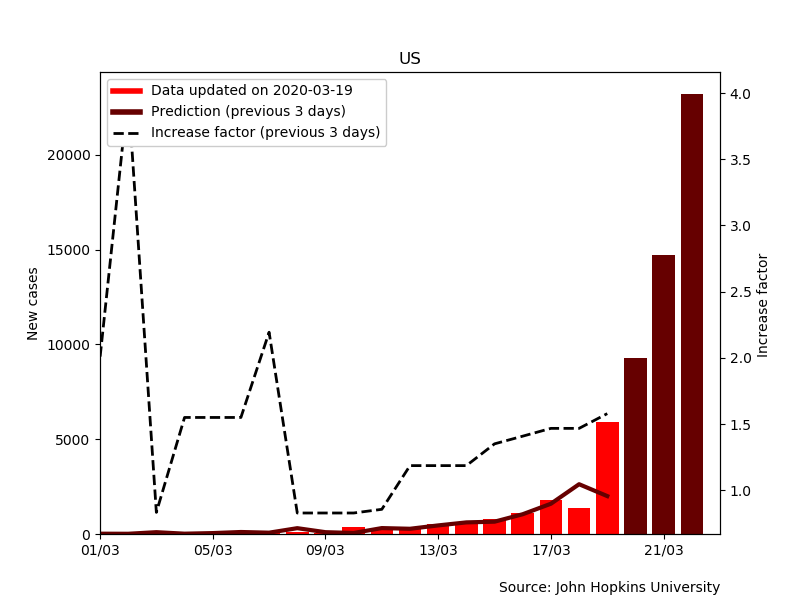 US
Data updated on 2020-03-19
Prediction (previous 3 days)
Increase factor (previous 3 days)
New cases
20000
15000
10000
5000
0
4.0
3.5
3.0
2.5
2.0
1.5
1.0
Increase factor
01/03 05/03 09/03 13/03 17/03 21/03
Source: John Hopkins University